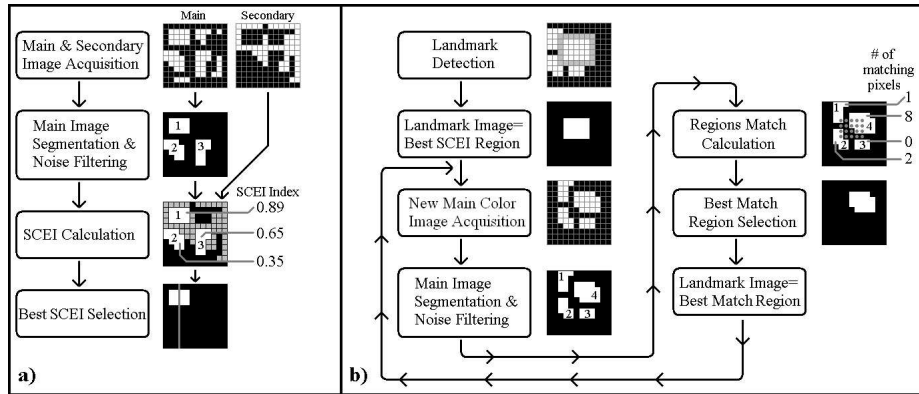 Main
Secondary
Main & Secondary
Image Acquisition
Main Image
Segmentation &
Noise Filtering
1
2
3
SCEI Calculation
SCEI Index
0.89
0.65
0.35
1
2
3
Best SCEI Selection
a)
Landmark
Detection
Landmark Image=
Best SCEI Region
New Main Color
Image Acquisition
Main Image
Segmentation &
Noise Filtering
1
4
2
3
Regions Match
Calculation
# of
matching
pixels
1
8
0
2
1
4
2
3
Best Match
Region Selection
Landmark Image=
Best Match Region
b)